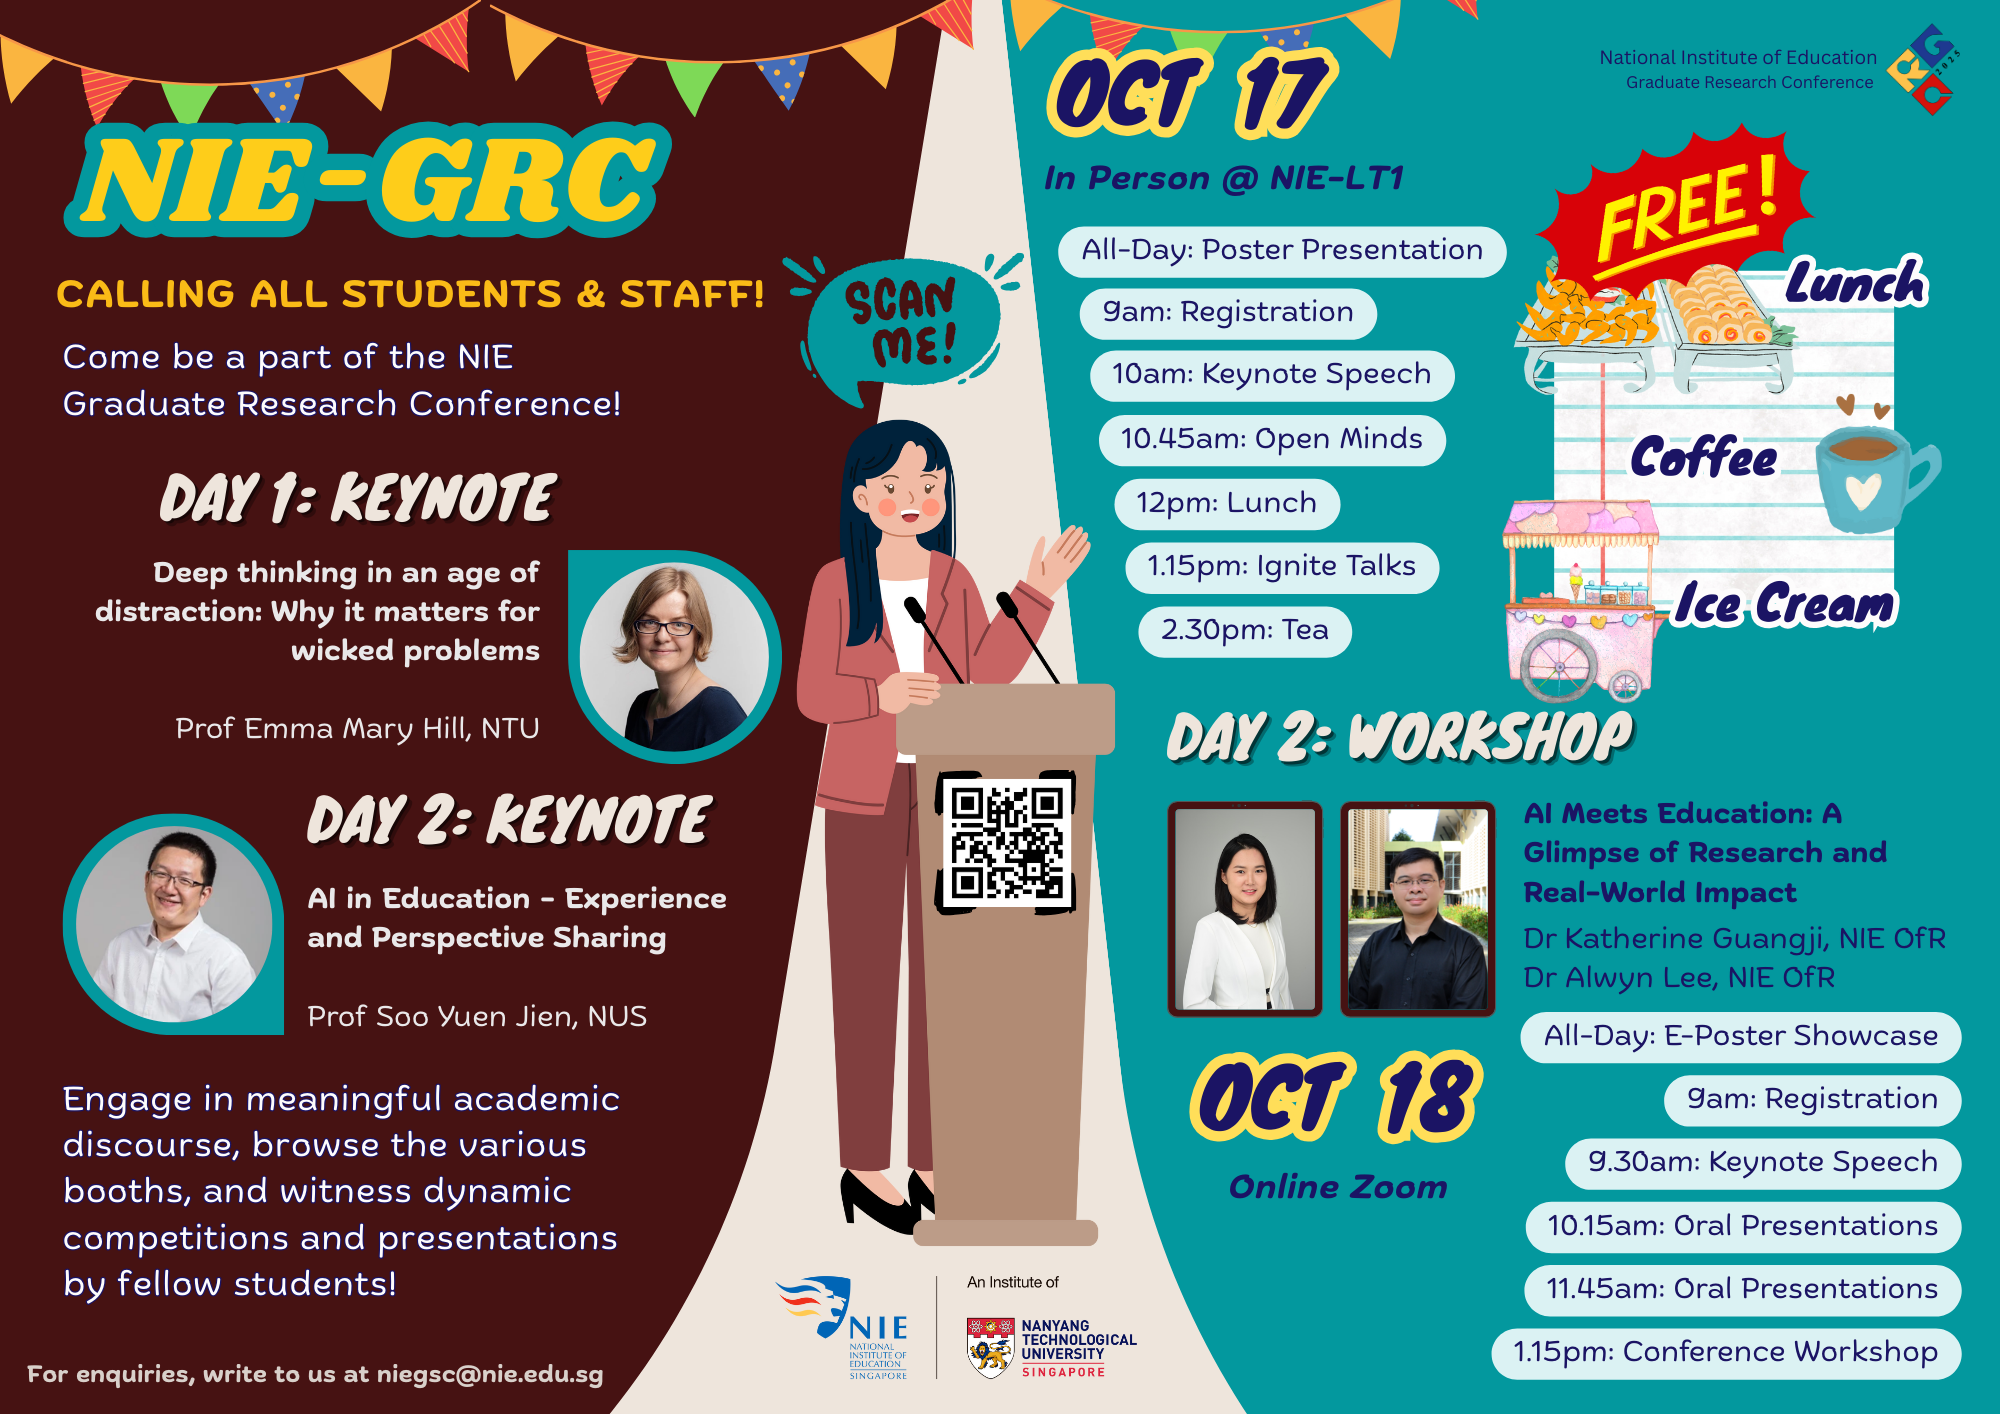 NIE-GRC
CALLING ALL STUDENTS & STAFF!
Come be a part of the NIE
Graduate Research Conference!
DAY 1: KEYNOTE
Deep thinking in an age of
distraction: Why it matters for
wicked problems
Prof Emma Mary Hill, NTU
DAY 2: KEYNOTE
AI in Education - Experience
and Perspective Sharing
Prof Soo Yuen Jien, NUS
Engage in meaningful academic
discourse, browse the various
booths, and witness dynamic
competitions and presentations
by fellow students!
For enquiries, write to us at niegsc@nie.edu.sg
SCAN
ME!
NIE
NATIONAL
INSTITUTE OF
EDUCATION
SINGAPORE
An Institute of
NANYANG
TECHNOLOGICAL
UNIVERSITY
SINGAPORE
OCT 17
In Person @ NIE-LT1
All-Day: Poster Presentation
9am: Registration
10am: Keynote Speech
10.45am: Open Minds
12pm: Lunch
1.15pm: Ignite Talks
2.30pm: Tea
National Institute of Education
Graduate Research Conference
GRC 2025
FREE!
Lunch
Coffee
Ice Cream
DAY 2: WORKSHOP
AI Meets Education: A
Glimpse of Research and
Real-World Impact
Dr Katherine Guangji, NIE OfR
Dr Alwyn Lee, NIE OfR
OCT 18
Online Zoom
All-Day: E-Poster Showcase
9am: Registration
9.30am: Keynote Speech
10.15am: Oral Presentations
11.45am: Oral Presentations
1.15pm: Conference Workshop